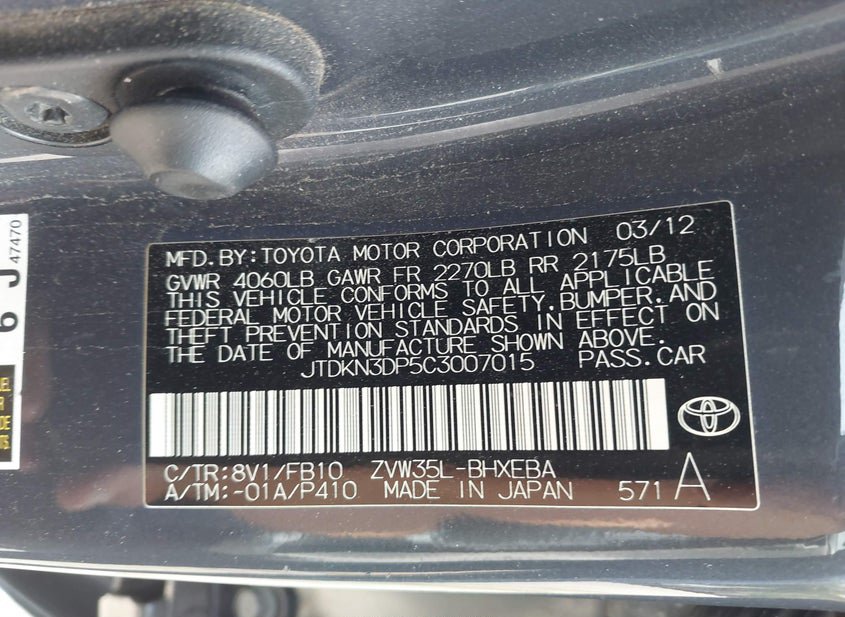 MFD. BY: TOYOTA MOTOR CORPORATION 03/12
GVWR 4060LB GAWR FR 2270LB RR 2175LB
THIS VEHICLE CONFORMS TO ALL APPLICABLE
FEDERAL MOTOR VEHICLE SAFETY, BUMPER, AND
THEFT PREVENTION STANDARDS IN EFFECT ON
THE DATE OF MANUFACTURE SHOWN ABOVE.
JTDKN3DP5C3007015 PASS. CAR
C/TR: 8V1/FB10 ZVW35L-BHXEBA
A/TM: -01A/P410 MADE IN JAPAN 571 A
6 J 47470